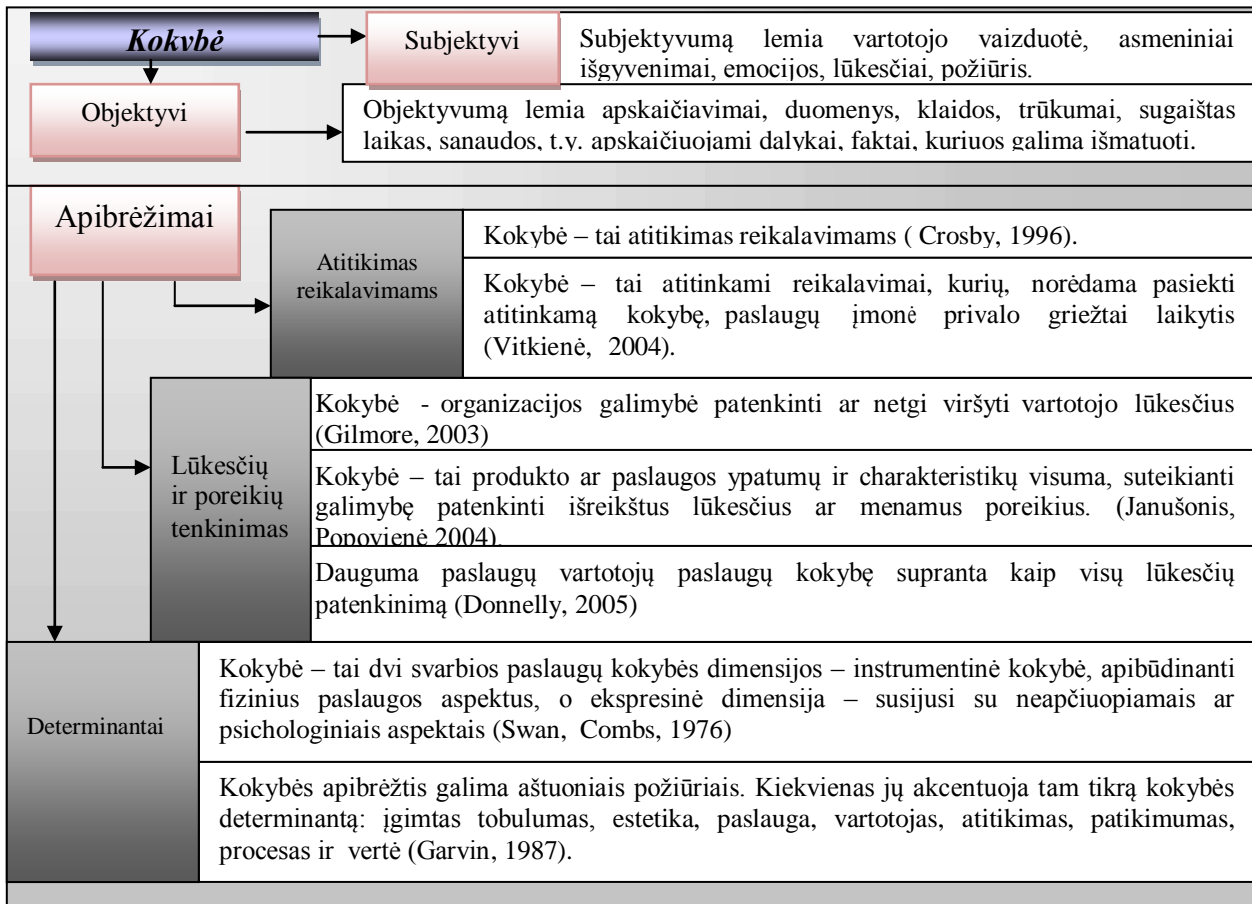 Kokybė
Subjektyvi
Subjektyvumą lemia vartotojo vaizduotė, asmeniniai
išgyvenimai, emocijos, lūkesčiai, požiūris.
Objektyvi
Objektyvumą lemia apskaičiavimai, duomenys, klaidos, trūkumai, sugaištas
laikas, sanaudos, t.y. apskaičiuojami dalykai, faktai, kuriuos galima išmatuoti.
Apibrėžimai
Atitikimas
reikalavimams
Kokybė – tai atitikimas reikalavimams ( Crosby, 1996).
Kokybė – tai atitinkami reikalavimai, kurių, norėdama pasiekti
atitinkamą kokybę, paslaugų įmonė privalo griežtai laikytis
(Vitkienė, 2004).
Lūkesčių
ir poreikių
tenkinimas
Kokybė - organizacijos galimybė patenkinti ar netgi viršyti vartotojo lūkesčius
(Gilmore, 2003)
Kokybė – tai produkto ar paslaugos ypatumų ir charakteristikų visuma, suteikianti
galimybę patenkinti išreikštus lūkesčius ar menamus poreikius. (Janušonis,
Popovienė 2004).
Dauguma paslaugų vartotojų paslaugų kokybę supranta kaip visų lūkesčių
patenkinimą (Donnelly, 2005)
Determinantai
Kokybė – tai dvi svarbios paslaugų kokybės dimensijos – instrumentinė kokybė, apibūdinanti
fizinius paslaugos aspektus, o ekspresinė dimensija – susijusi su neapčiuopiamais ar
psichologiniais aspektais (Swan, Combs, 1976)
Kokybės apibrėžtis galima aštuoniais požiūriais. Kiekvienas jų akcentuoja tam tikrą kokybės
determinantą: įgimtas tobulumas, estetika, paslauga, vartotojas, atitikimas, patikimumas,
procesas ir vertė (Garvin, 1987).